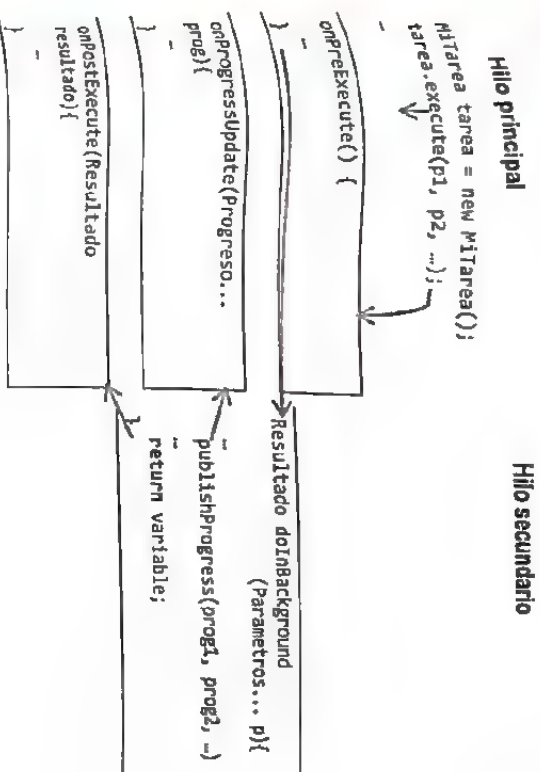 Hilo principal
MiTarea tarea = new MiTarea();
tarea.execute(p1, p2, …);
…
onPreExecute() {
…
}
onProgressUpdate(Progreso...
prog){
…
}
onPostExecute(Resultado
resultado){
…
}
Hilo secundario
Resultado doInBackground
(Parametros... p){
…
publishProgress(prog1, prog2, …)
…
return variable;
}